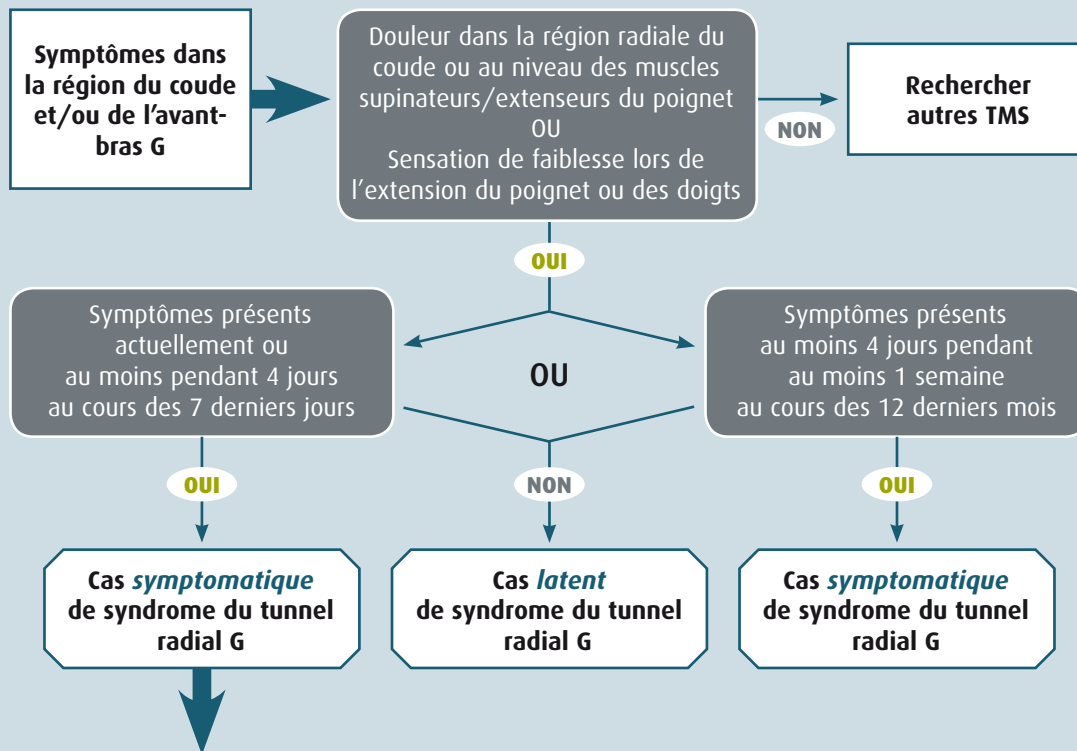 Symptômes dans
la région du coude
et/ou de l'avant-
bras G
Douleur dans la région radiale du
coude ou au niveau des muscles
supinateurs/extenseurs du poignet
OU
Sensation de faiblesse lors de
l'extension du poignet ou des doigts
NON
Rechercher
autres TMS
OUI
Symptômes présents
actuellement ou
au moins pendant 4 jours
au cours des 7 derniers jours
OU
Symptômes présents
au moins 4 jours pendant
au moins 1 semaine
au cours des 12 derniers mois
OUI
NON
OUI
Cas symptomatique
de syndrome du tunnel
radial G
Cas latent
de syndrome du tunnel
radial G
Cas symptomatique
de syndrome du tunnel
radial G